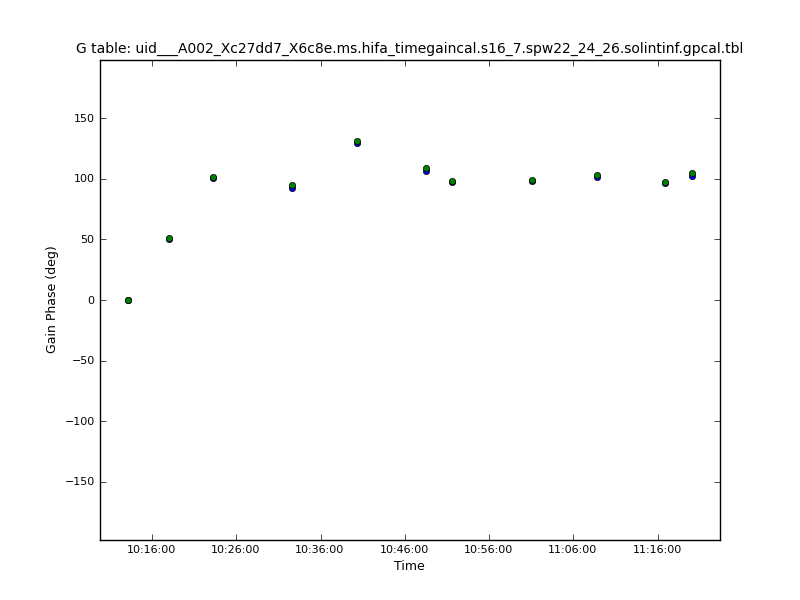 G table: uid___A002_Xc27dd7_X6c8e.ms.hifa_timegaincal.s16_7.spw22_24_26.solintinf.gpcal.tbl
150
100
50
0
−50
−100
−150
Gain Phase (deg)
10:16:00 10:26:00 10:36:00 10:46:00 10:56:00 11:06:00 11:16:00
Time